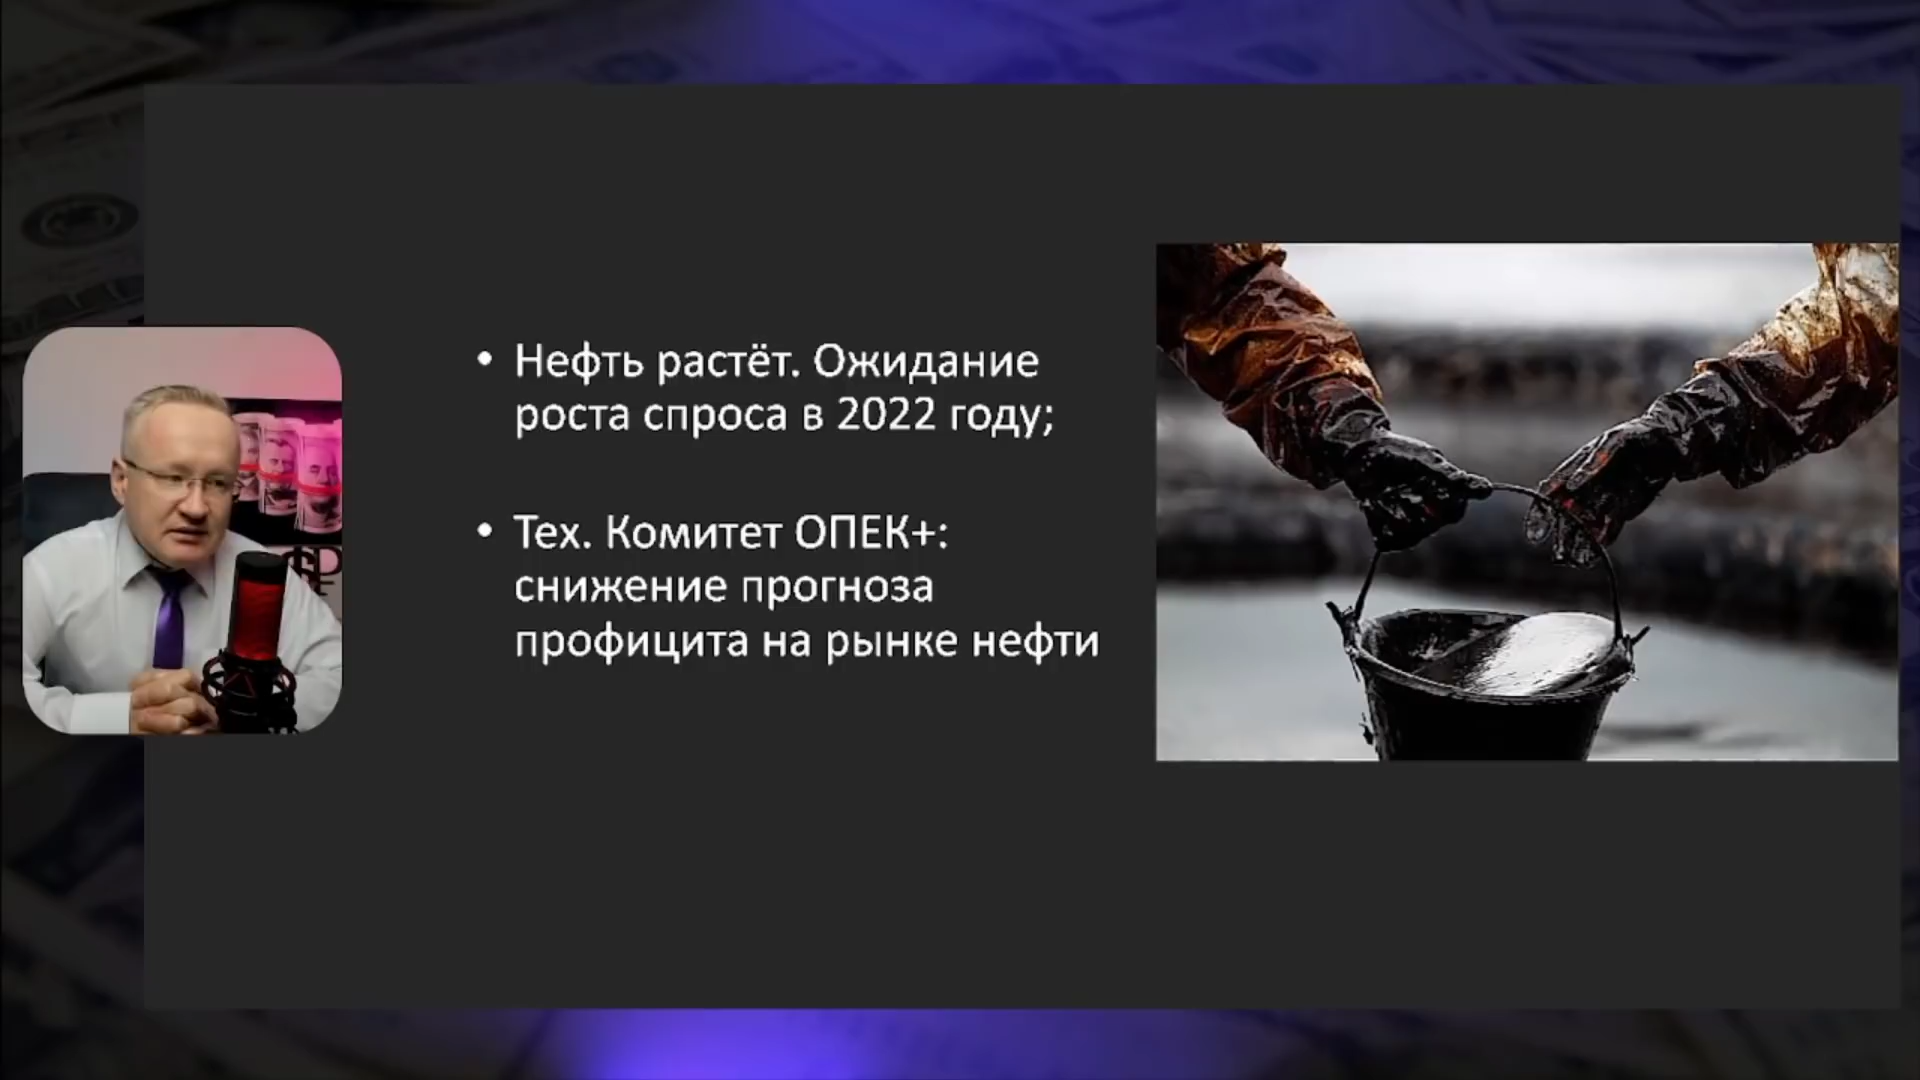 • Нефть растёт. Ожидание
роста спроса в 2022 году;
• Тех. Комитет ОПЕК+:
снижение прогноза
профицита на рынке нефти